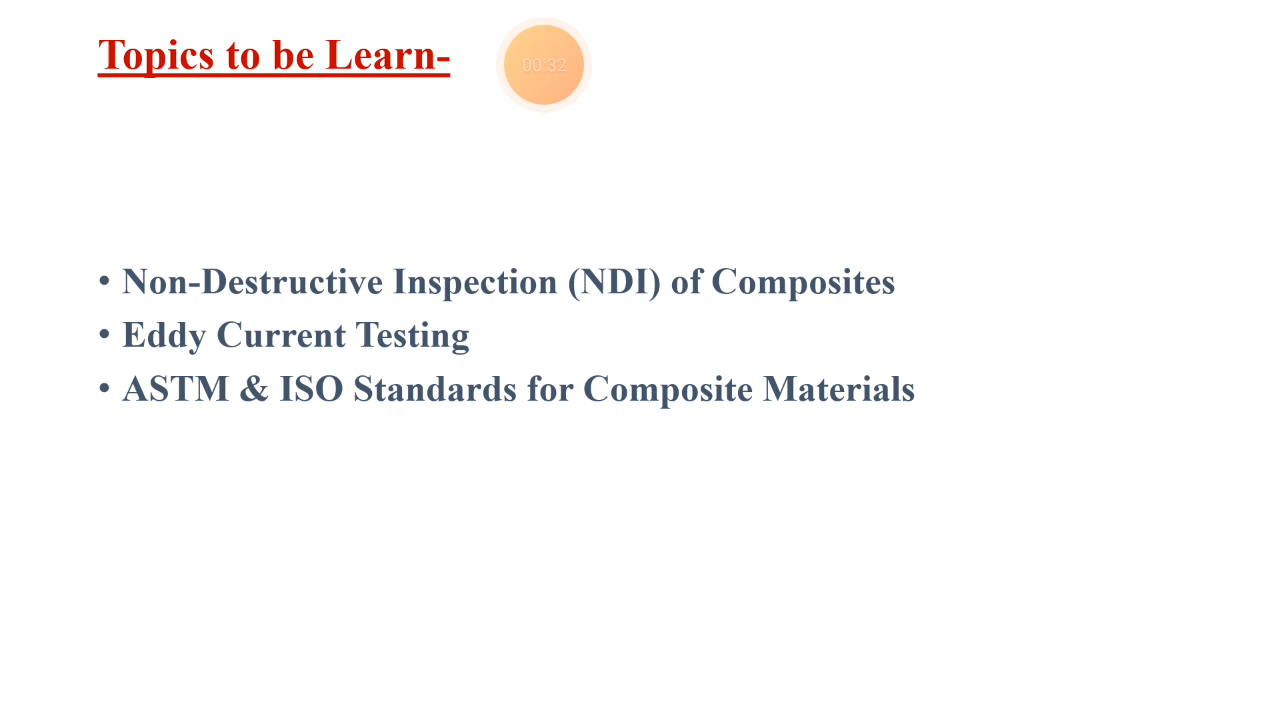 Topics to be Learn-
00:32
• Non-Destructive Inspection (NDI) of Composites
• Eddy Current Testing
• ASTM & ISO Standards for Composite Materials